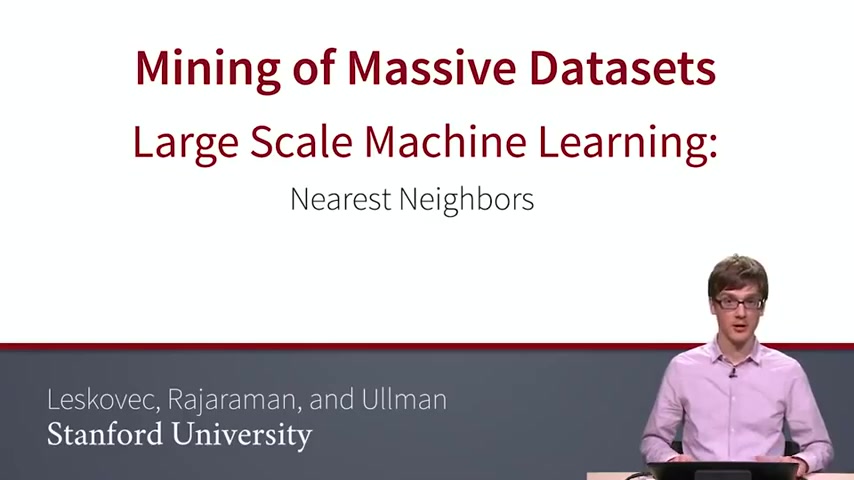 Mining of Massive Datasets
Large Scale Machine Learning:
Nearest Neighbors
Leskovec, Rajaraman, and Ullman
Stanford University